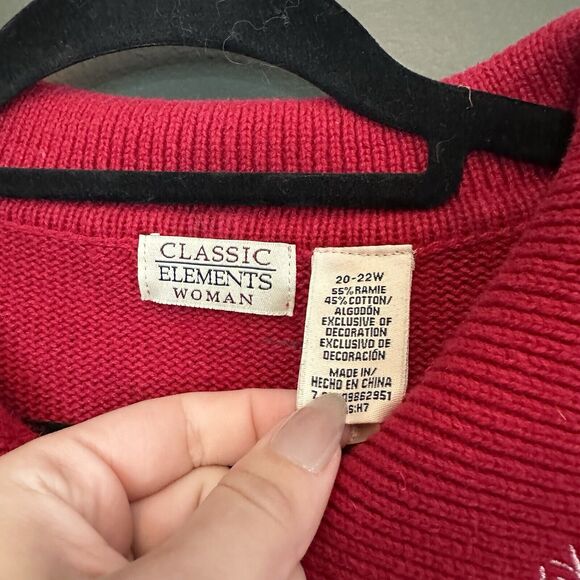 CLASSIC
ELEMENTS
WOMAN
20-22W
55% RAMIE
45% COTTON/
ALGODÓN
EXCLUSIVE OF
DECORATION
EXCLUSIVO DE
DECORACIÓN
MADE IN/
HECHO EN CHINA